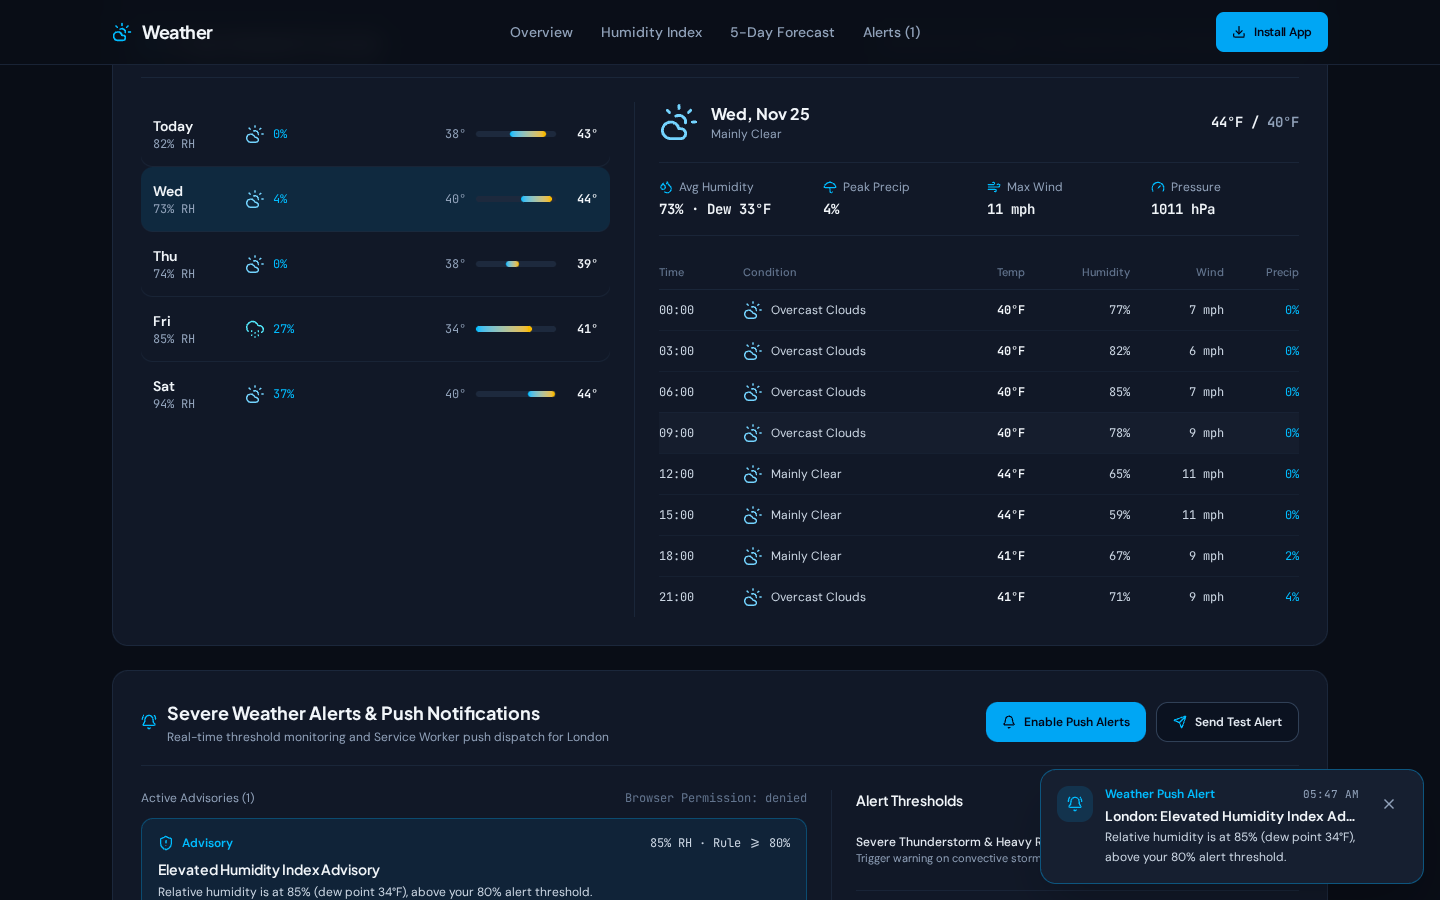 Weather
Overview
Humidity Index
5-Day Forecast
Alerts (1)
Install App
Today
82% RH
0%
38°
43°
Wed
73% RH
4%
40°
44°
Thu
74% RH
0%
38°
39°
Fri
85% RH
27%
34°
41°
Sat
94% RH
37%
40°
44°
Wed, Nov 25
Mainly Clear
44°F / 40°F
Avg Humidity
73% · Dew 33°F
Peak Precip
4%
Max Wind
11 mph
Pressure
1011 hPa
Time Condition Temp Humidity Wind Precip
00:00 Overcast Clouds 40°F 77% 7 mph 0%
03:00 Overcast Clouds 40°F 82% 6 mph 0%
06:00 Overcast Clouds 40°F 85% 7 mph 0%
09:00 Overcast Clouds 40°F 78% 9 mph 0%
12:00 Mainly Clear 44°F 65% 11 mph 0%
15:00 Mainly Clear 44°F 59% 11 mph 0%
18:00 Mainly Clear 41°F 67% 9 mph 2%
21:00 Overcast Clouds 41°F 71% 9 mph 4%
Severe Weather Alerts & Push Notifications
Real-time threshold monitoring and Service Worker push dispatch for London
Enable Push Alerts
Send Test Alert
Active Advisories (1)
Browser Permission: denied
Advisory
85% RH · Rule ⩾ 80%
Elevated Humidity Index Advisory
Relative humidity is at 85% (dew point 34°F), above your 80% alert threshold.
Alert Thresholds
Severe Thunderstorm & Heavy
Trigger warning on convective storm
Weather Push Alert
05:47 AM
London: Elevated Humidity Index Ad...
Relative humidity is at 85% (dew point 34°F),
above your 80% alert threshold.